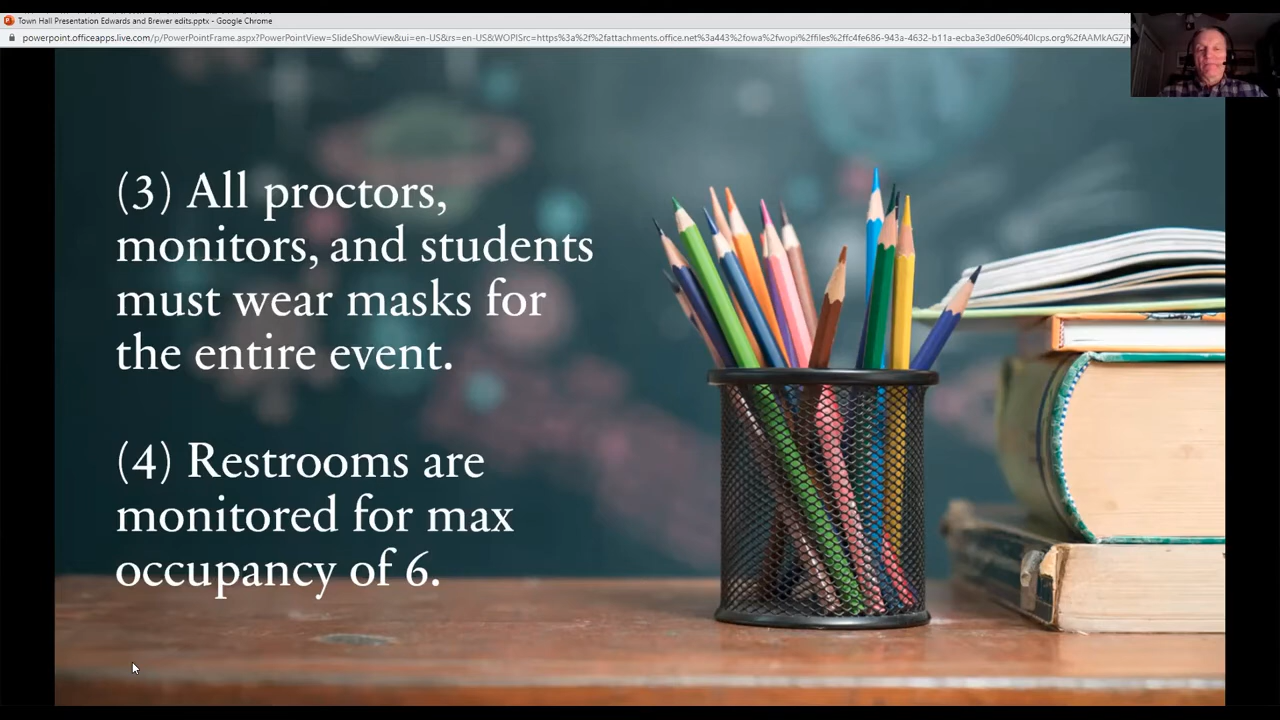 Town Hall Presentation Edwards and Brewer edits.pptx - Google Chrome
powerpoint.officeapps.live.com/p/PowerPointFrame.aspx?PowerPointView=SlideShowView&ui=en-US&rs=en-US&WOPISrc=https%3a%2f%2fattachments.office.net%3a443%2fowa%2fwopi%2ffiles%2ffc4fe686-943a-4632-b11a-ecba3e3d0e60%40lcps.org%2fAAMkAGZjN
(3) All proctors,
monitors, and students
must wear masks for
the entire event.
(4) Restrooms are
monitored for max
occupancy of 6.